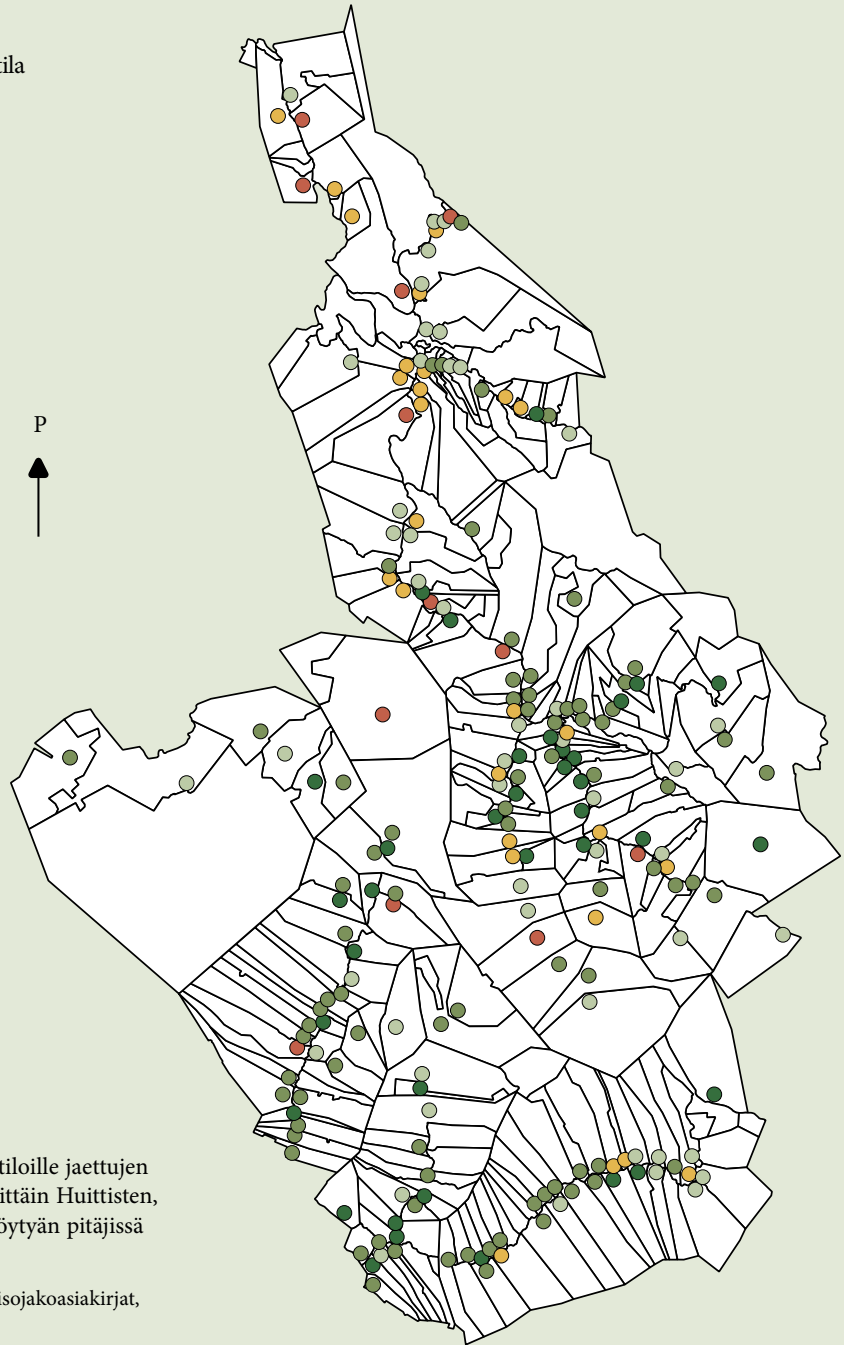 tila
P
tiloille jaettujen
ittäin Huittisten,
öytyän pitäjissä
isojakoasiakirjat,